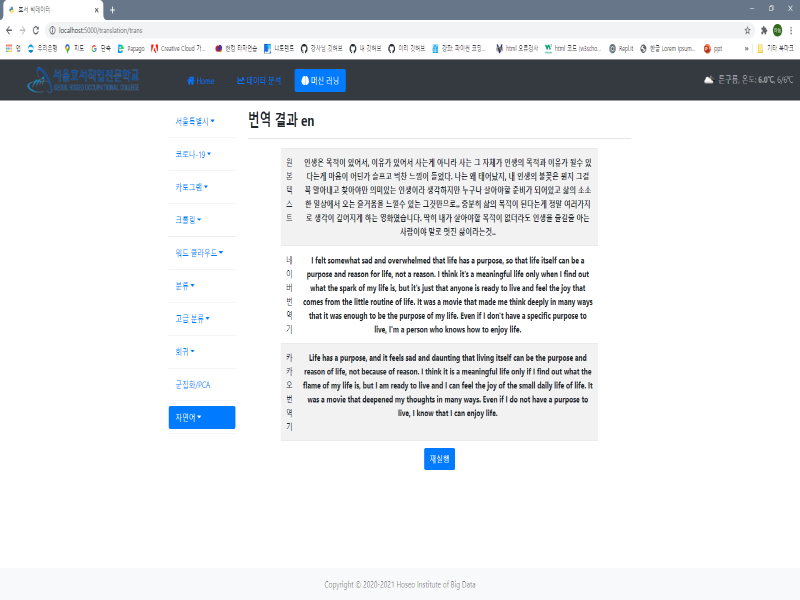 호서 빅데이터
localhost:5000/translation/trans
앱
우리은행
지도
단축
Papago
Creative Cloud 기...
한컴 타자연습
니트렌트
강사님 깃허브
내 깃허브
이리 깃허브
강좌: 파이썬 코딩...
html 오류검사
html 코드 (w3scho...
Repl.it
한글 Lorem Ipsum...
ppt
»
기타 북마크
서울호서직업전문학교
SEOUL HOSEO OCCUPATIONAL COLLEGE
Home
데이터 분석
머신 러닝
튼구름, 온도: 6.0℃, 6/6℃
서울특별시
코로나-19
카토그램
크롤링
워드 클라우드
분류
고급 분류
회귀
군집화/PCA
자연어
번역 결과 en
원본텍스트
인생은 목적이 있어서, 이유가 있어서 사는게 아니라 사는 그 자체가 인생의 목적과 이유가 될수 있
다는게 마음이 어딘가 슬프고 벅찬 느낌이 들었다. 나는 왜 태어났지, 내 인생의 불꽃은 뭔지 그걸
꼭 알아내고 찾아야만 의미있는 인생이라 생각하지만 누구나 살아야할 준비가 되어있고 삶의 소소
한 일상에서 오는 즐거움을 느낄수 있는 그것만으로.. 충분히 삶의 목적이 된다는게 정말 여러가지
로 생각이 깊어지게 하는 영화였습니다. 딱히 내가 살아야할 목적이 없더라도 인생을 즐길줄 아는
사람이야 말로 멋진 삶이라는것..
네이버번역기
I felt somewhat sad and overwhelmed that life has a purpose, so that life itself can be a
purpose and reason for life, not a reason. I think it's a meaningful life only when I find out
what the spark of my life is, but it's just that anyone is ready to live and feel the joy that
comes from the little routine of life. It was a movie that made me think deeply in many ways
that it was enough to be the purpose of my life. Even if I don't have a specific purpose to
live, I'm a person who knows how to enjoy life.
카카오번역기
Life has a purpose, and it feels sad and daunting that living itself can be the purpose and
reason of life, not because of reason. I think it is a meaningful life only if I find out what the
flame of my life is, but I am ready to live and I can feel the joy of the small daily life of life. It
was a movie that deepened my thoughts in many ways. Even if I do not have a purpose to
live, I know that I can enjoy life.
재실행
Copyright © 2020-2021 Hoseo Institute of Big Data